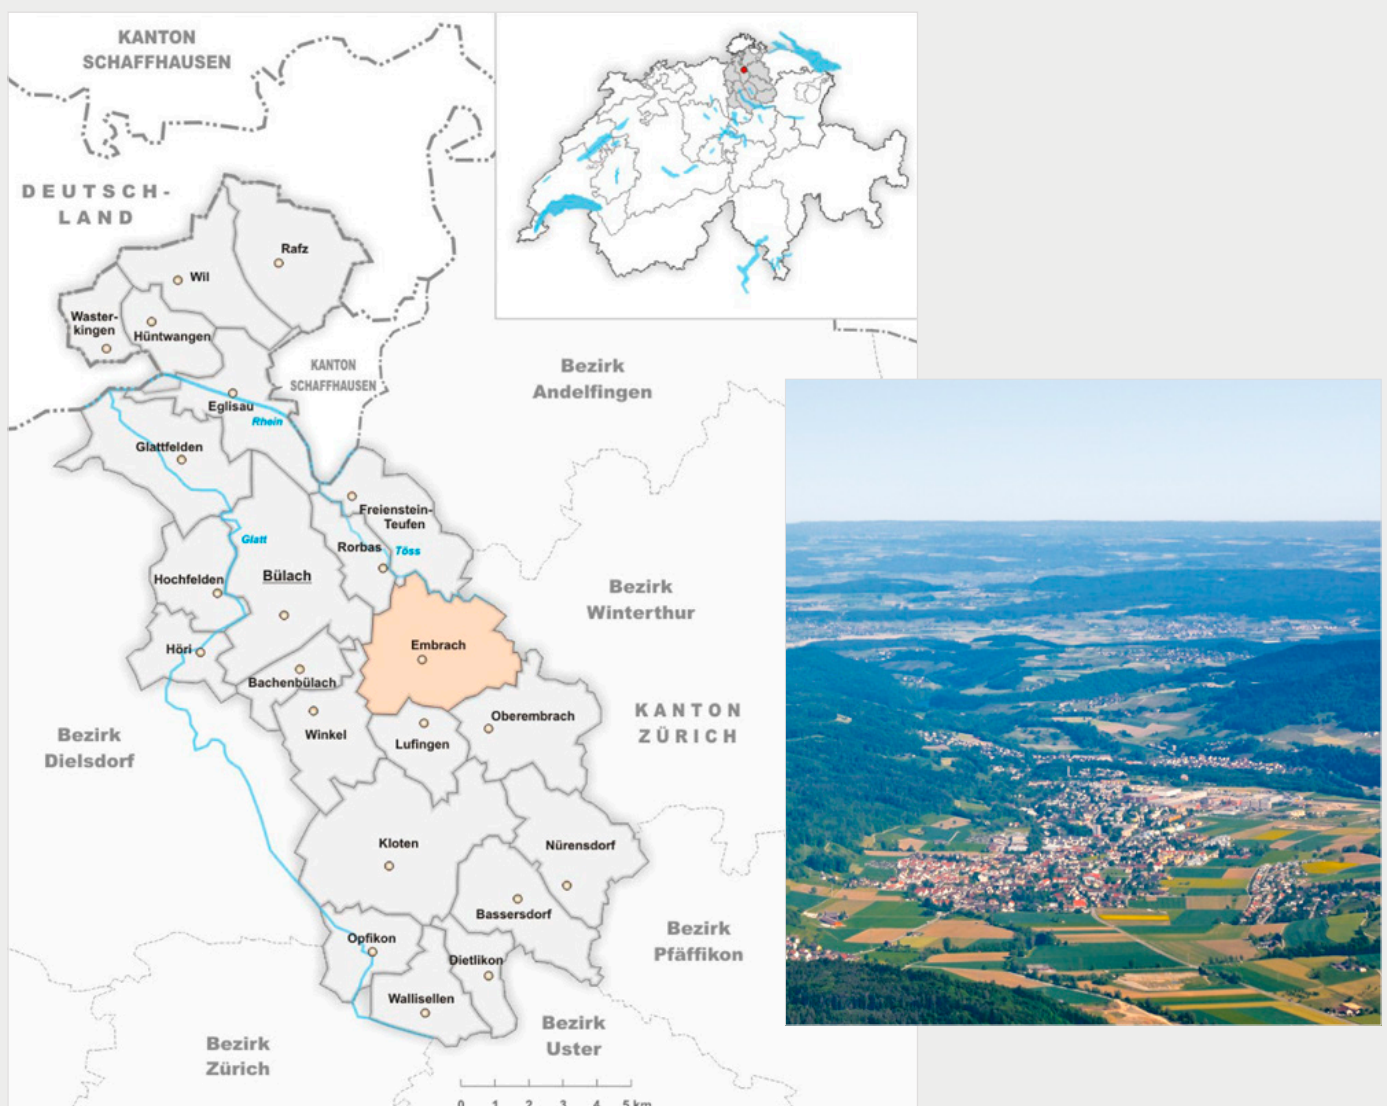 KANTON
SCHAFFHAUSEN
DEUTSCH-
LAND
Rafz
Wil
Waster-
kingen
Hüntwangen
KANTON
SCHAFFHAUSEN
Bezirk
Andelfingen
Eglisau
Rhein
Glattfelden
Freienstein-
Teufen
Glatt
Rorbas
Töss
Hochfelden
Bülach
Bezirk
Winterthur
Höri
Embrach
Bachenbülach
Winkel
Lufingen
Oberembrach
KANTON
ZÜRICH
Bezirk
Dielsdorf
Kloten
Nürensdorf
Bassersdorf
Bezirk
Pfäffikon
Opfikon
Dietlikon
Wallisellen
Bezirk
Zürich
Bezirk
Uster
0 1 2 3 4 5 km